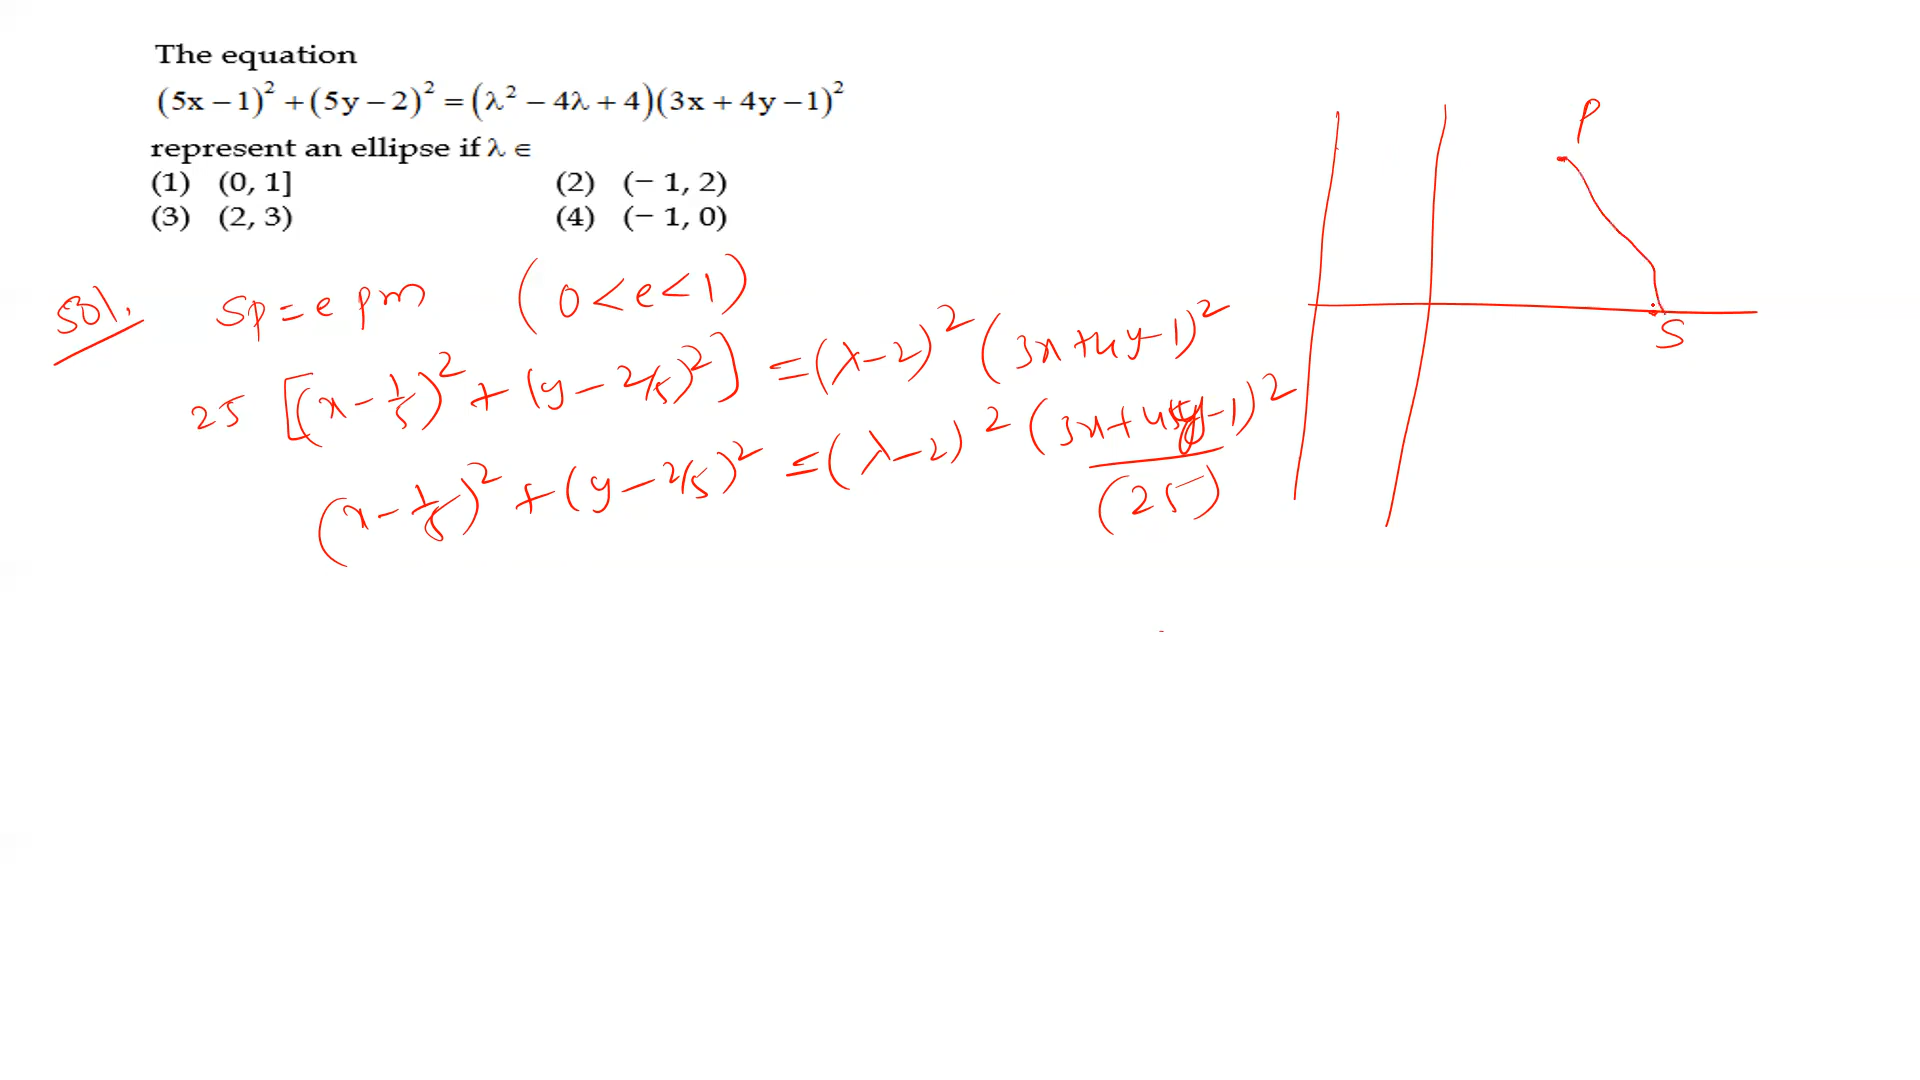 The equation
(5x − 1)² + (5y − 2)² = (λ² − 4λ + 4)(3x + 4y − 1)²
represent an ellipse if λ ∈
(1) (0, 1] (2) (− 1, 2)
(3) (2, 3) (4) (− 1, 0)
Sol. SP = e pm (0 < e < 1)
25 [(x − 1/5)² + (y − 2/5)²] = (λ − 2)² (3x + 4y − 1)²
(x − 1/5)² + (y − 2/5)² = (λ − 2)² (3x + 4y − 1)² / (25)
P
S